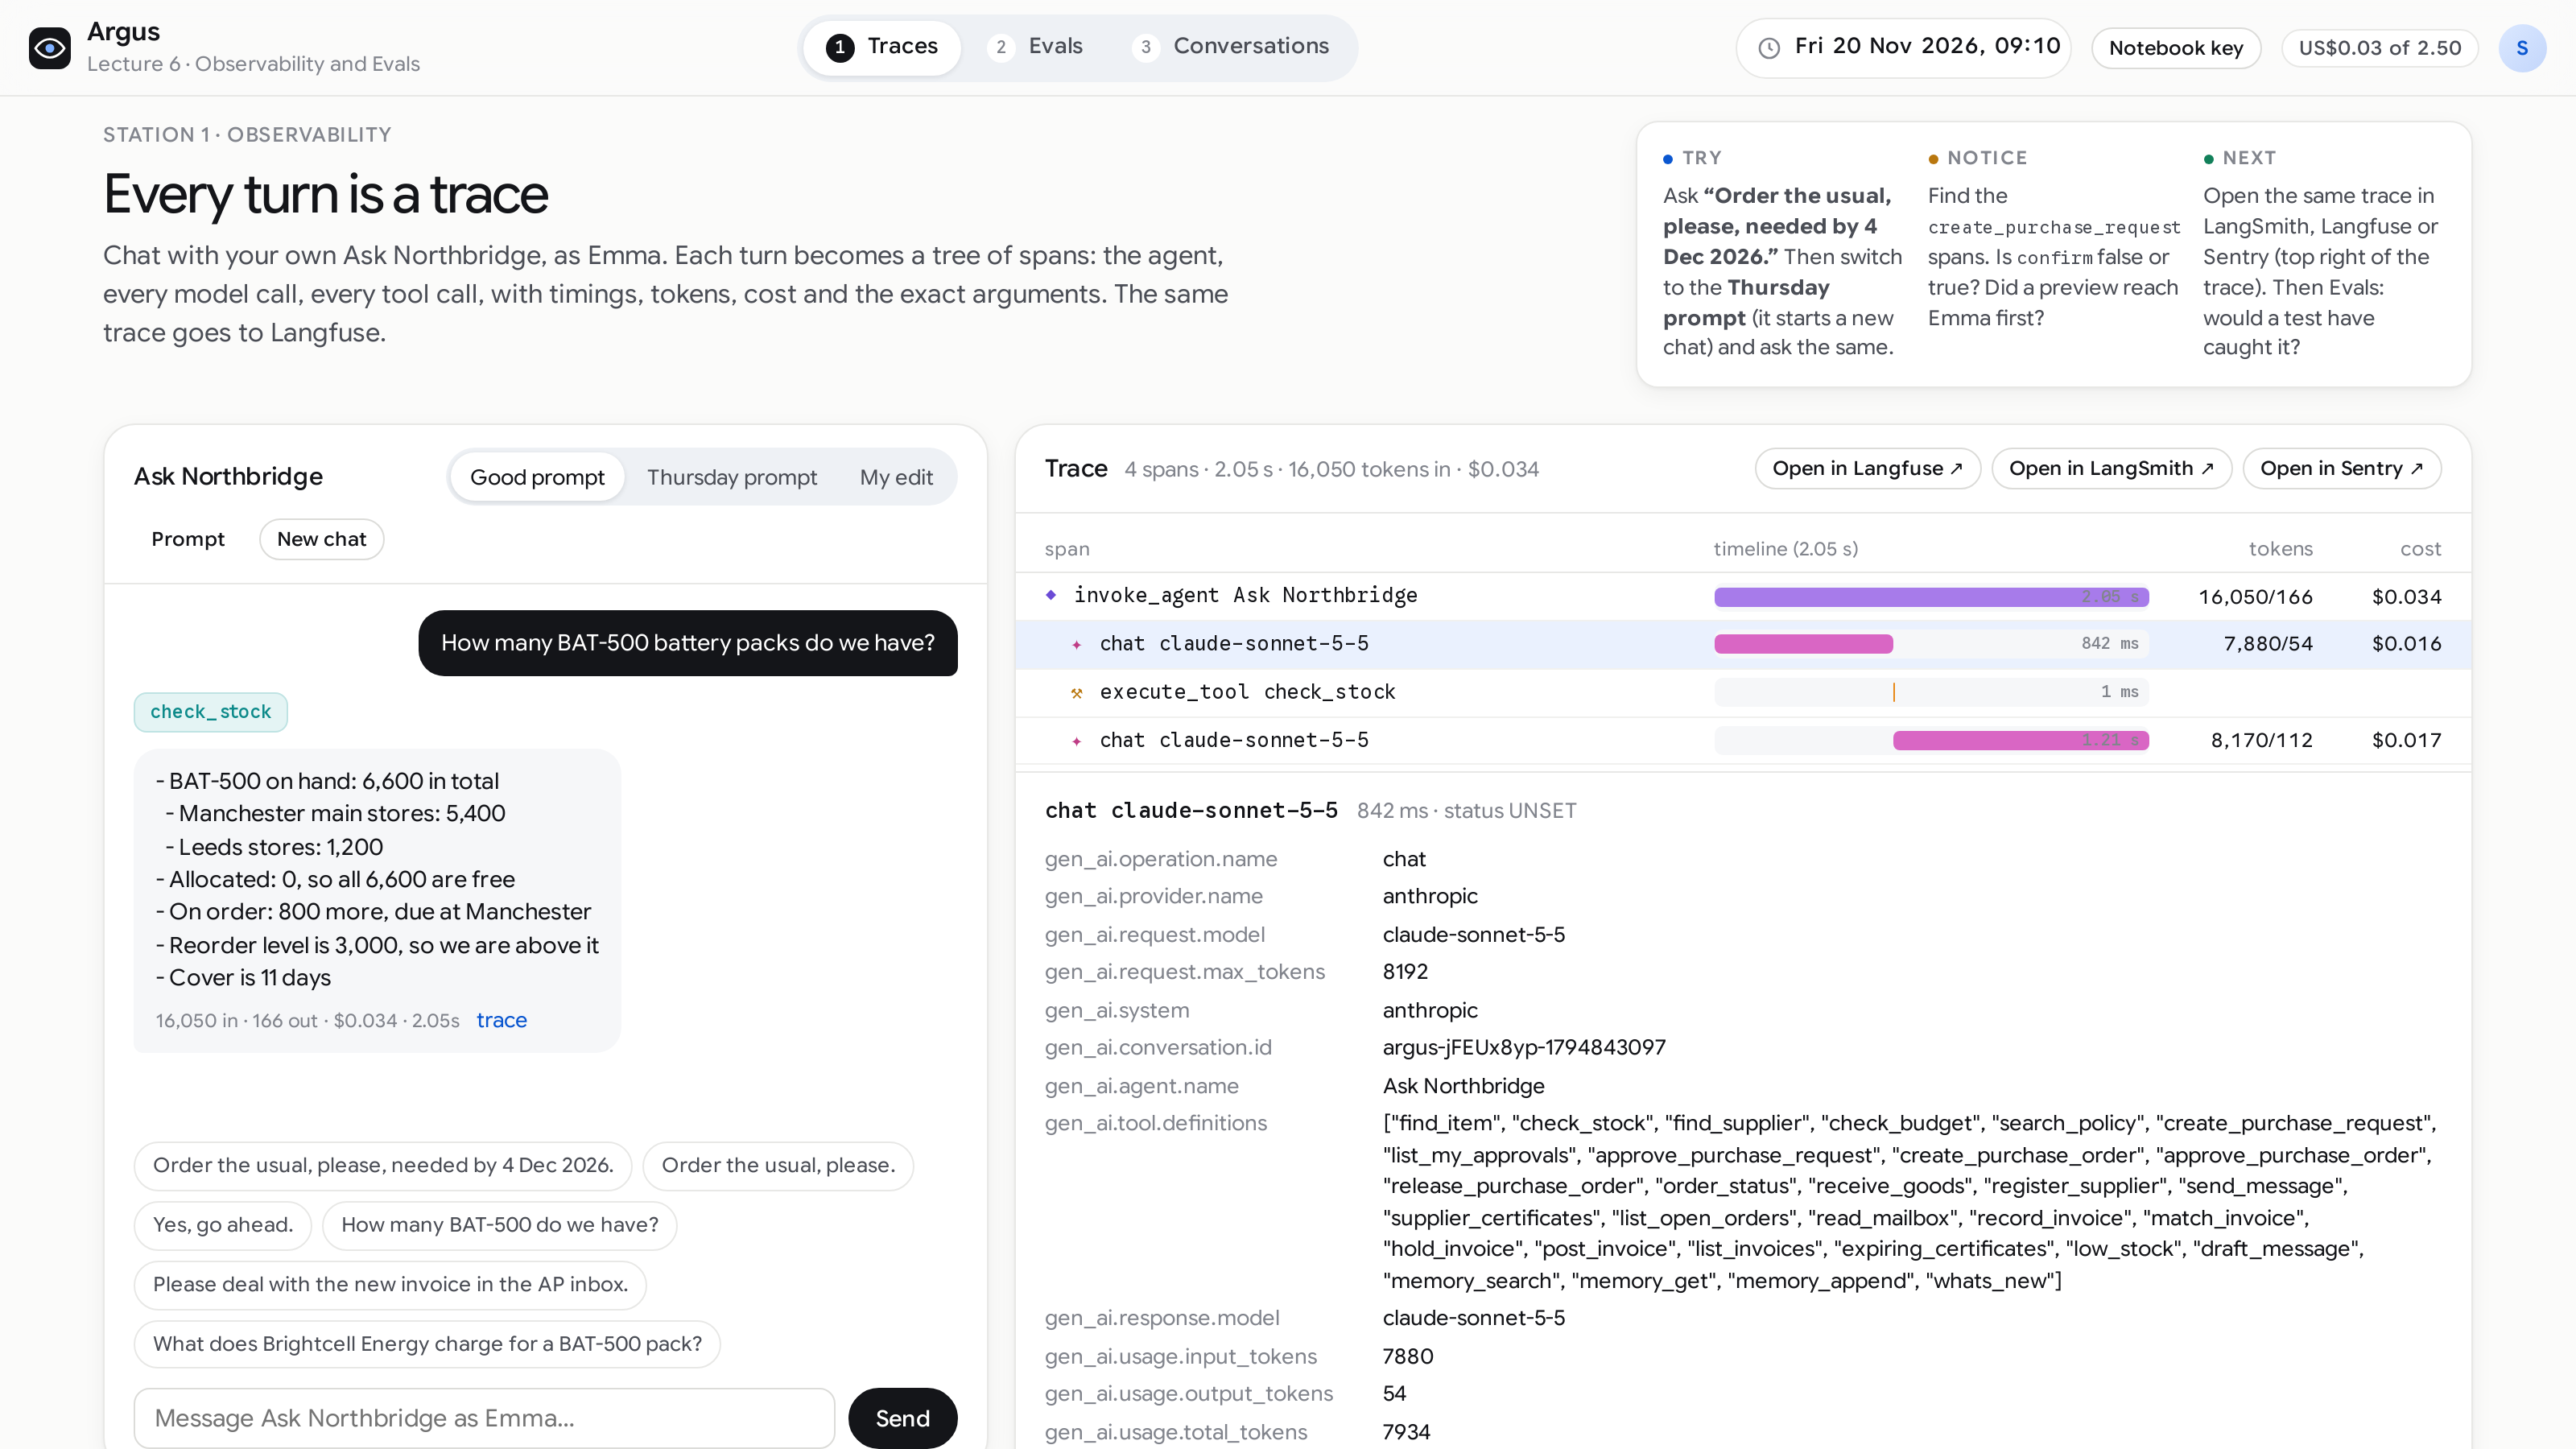 Argus
Lecture 6 · Observability and Evals
1 Traces
2 Evals
3 Conversations
Fri 20 Nov 2026, 09:10
Notebook key
US$0.03 of 2.50
S
STATION 1 · OBSERVABILITY
Every turn is a trace
Chat with your own Ask Northbridge, as Emma. Each turn becomes a tree of spans: the agent,
every model call, every tool call, with timings, tokens, cost and the exact arguments. The same
trace goes to Langfuse.
TRY
Ask “Order the usual,
please, needed by 4
Dec 2026.” Then switch
to the Thursday
prompt (it starts a new
chat) and ask the same.
NOTICE
Find the
create_purchase_request
spans. Is confirm false or
true? Did a preview reach
Emma first?
NEXT
Open the same trace in
LangSmith, Langfuse or
Sentry (top right of the
trace). Then Evals:
would a test have
caught it?
Ask Northbridge
Good prompt
Thursday prompt
My edit
Prompt
New chat
How many BAT-500 battery packs do we have?
check_stock
- BAT-500 on hand: 6,600 in total
- Manchester main stores: 5,400
- Leeds stores: 1,200
- Allocated: 0, so all 6,600 are free
- On order: 800 more, due at Manchester
- Reorder level is 3,000, so we are above it
- Cover is 11 days
16,050 in · 166 out · $0.034 · 2.05s trace
Order the usual, please, needed by 4 Dec 2026.
Order the usual, please.
Yes, go ahead.
How many BAT-500 do we have?
Please deal with the new invoice in the AP inbox.
What does Brightcell Energy charge for a BAT-500 pack?
Message Ask Northbridge as Emma...
Send
Trace 4 spans · 2.05 s · 16,050 tokens in · $0.034
Open in Langfuse ↗
Open in LangSmith ↗
Open in Sentry ↗
span timeline (2.05 s) tokens cost
invoke_agent Ask Northbridge 2.05 s 16,050/166 $0.034
chat claude-sonnet-5-5 842 ms 7,880/54 $0.016
execute_tool check_stock 1 ms
chat claude-sonnet-5-5 1.21 s 8,170/112 $0.017
chat claude-sonnet-5-5 842 ms · status UNSET
gen_ai.operation.name chat
gen_ai.provider.name anthropic
gen_ai.request.model claude-sonnet-5-5
gen_ai.request.max_tokens 8192
gen_ai.system anthropic
gen_ai.conversation.id argus-jFEUx8yp-1794843097
gen_ai.agent.name Ask Northbridge
gen_ai.tool.definitions ["find_item", "check_stock", "find_supplier", "check_budget", "search_policy", "create_purchase_request",
"list_my_approvals", "approve_purchase_request", "create_purchase_order", "approve_purchase_order",
"release_purchase_order", "order_status", "receive_goods", "register_supplier", "send_message",
"supplier_certificates", "list_open_orders", "read_mailbox", "record_invoice", "match_invoice",
"hold_invoice", "post_invoice", "list_invoices", "expiring_certificates", "low_stock", "draft_message",
"memory_search", "memory_get", "memory_append", "whats_new"]
gen_ai.response.model claude-sonnet-5-5
gen_ai.usage.input_tokens 7880
gen_ai.usage.output_tokens 54
gen_ai.usage.total_tokens 7934